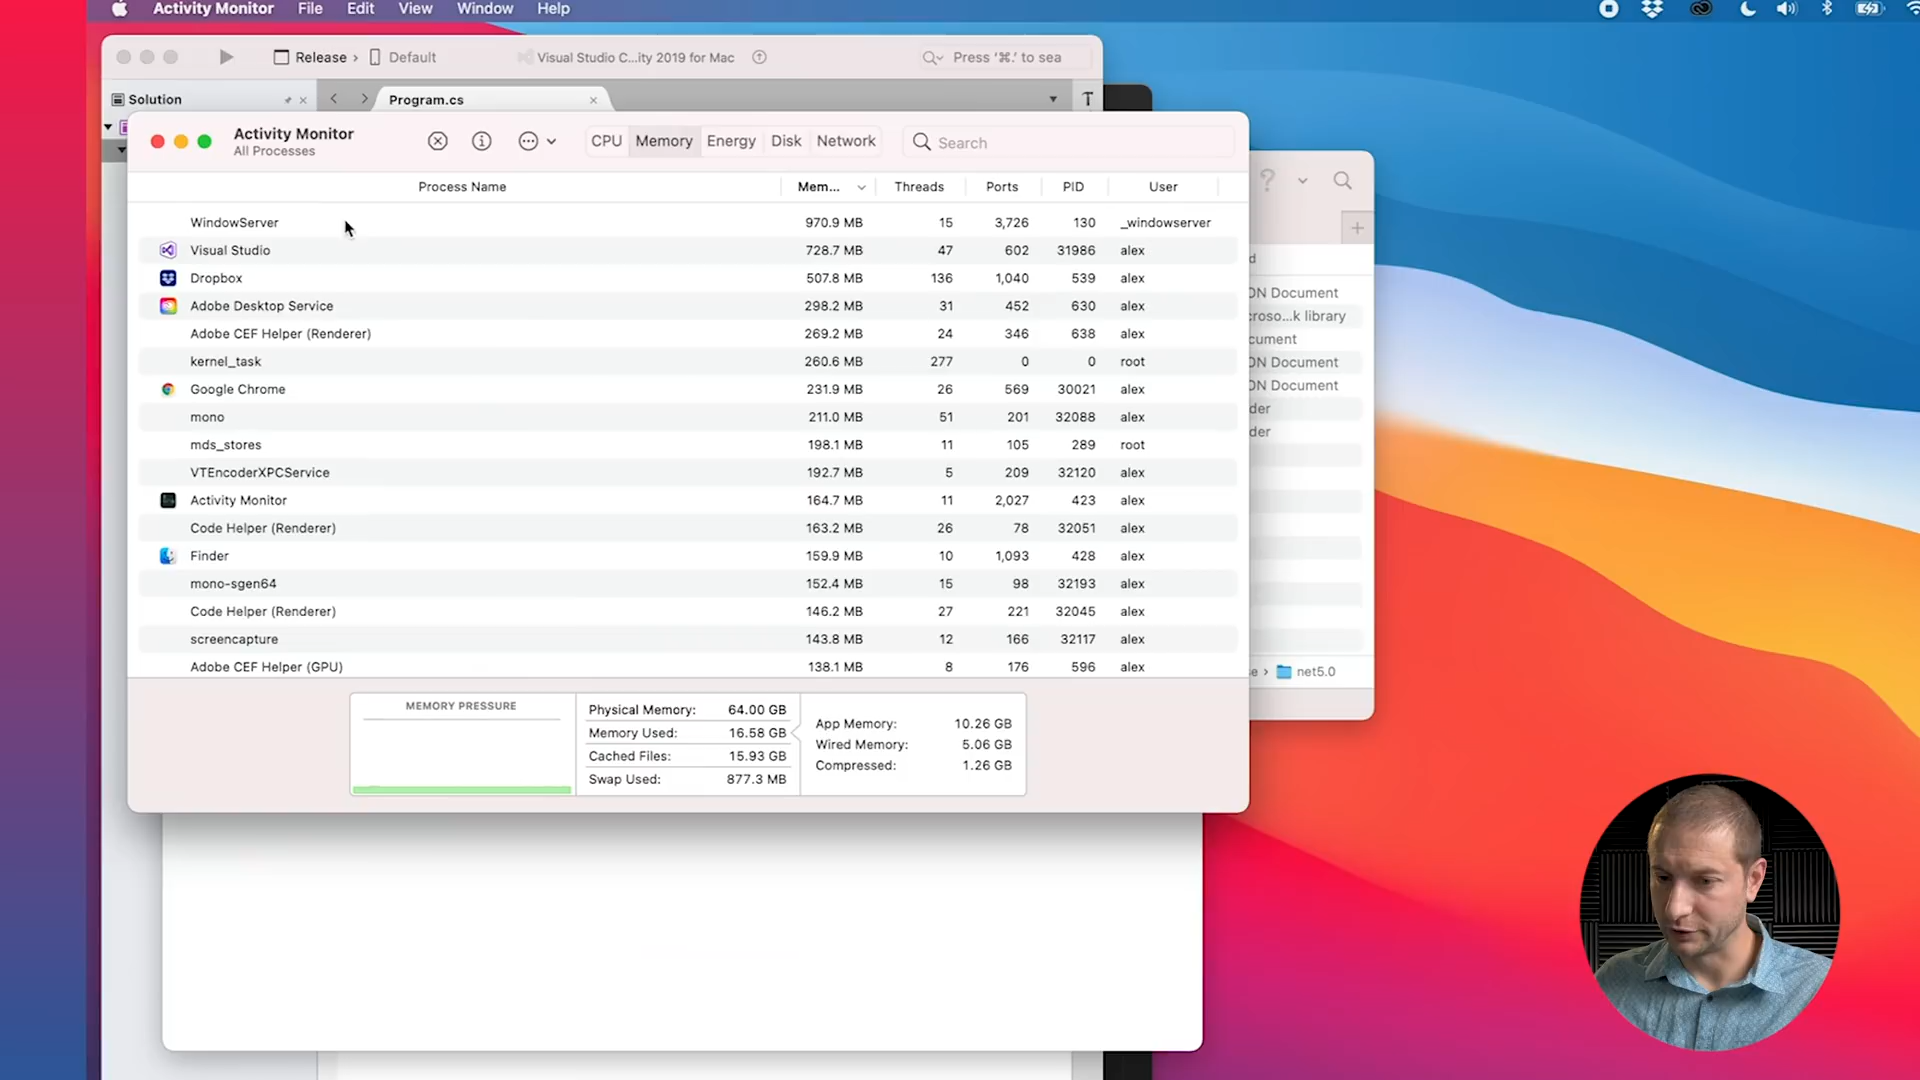 Activity Monitor File Edit View Window Help
Release › Default Visual Studio C...ity 2019 for Mac Press '⌘.' to sea
Solution Program.cs
Activity Monitor
All Processes
CPU Memory Energy Disk Network Search
Process Name Mem... Threads Ports PID User
WindowServer 970.9 MB 15 3,726 130 _windowserver
Visual Studio 728.7 MB 47 602 31986 alex
Dropbox 507.8 MB 136 1,040 539 alex
Adobe Desktop Service 298.2 MB 31 452 630 alex
Adobe CEF Helper (Renderer) 269.2 MB 24 346 638 alex
kernel_task 260.6 MB 277 0 0 root
Google Chrome 231.9 MB 26 569 30021 alex
mono 211.0 MB 51 201 32088 alex
mds_stores 198.1 MB 11 105 289 root
VTEncoderXPCService 192.7 MB 5 209 32120 alex
Activity Monitor 164.7 MB 11 2,027 423 alex
Code Helper (Renderer) 163.2 MB 26 78 32051 alex
Finder 159.9 MB 10 1,093 428 alex
mono-sgen64 152.4 MB 15 98 32193 alex
Code Helper (Renderer) 146.2 MB 27 221 32045 alex
screencapture 143.8 MB 12 166 32117 alex
Adobe CEF Helper (GPU) 138.1 MB 8 176 596 alex
MEMORY PRESSURE
Physical Memory: 64.00 GB
Memory Used: 16.58 GB
Cached Files: 15.93 GB
Swap Used: 877.3 MB
App Memory: 10.26 GB
Wired Memory: 5.06 GB
Compressed: 1.26 GB
d
ON Document
croso...k library
cument
ON Document
ON Document
der
der
se › net5.0